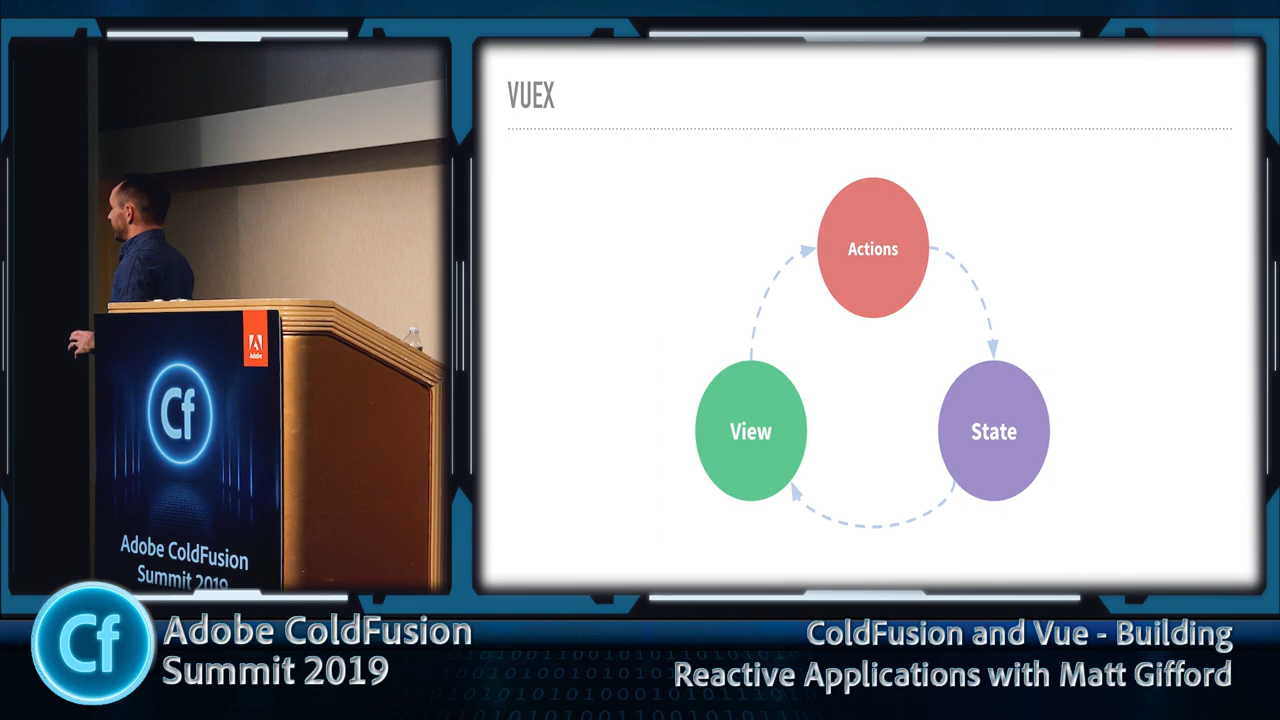 VUEX
Actions
View
State
Adobe
Cf
Adobe ColdFusion
Summit 2019
Cf
Adobe ColdFusion
Summit 2019
ColdFusion and Vue - Building
Reactive Applications with Matt Gifford